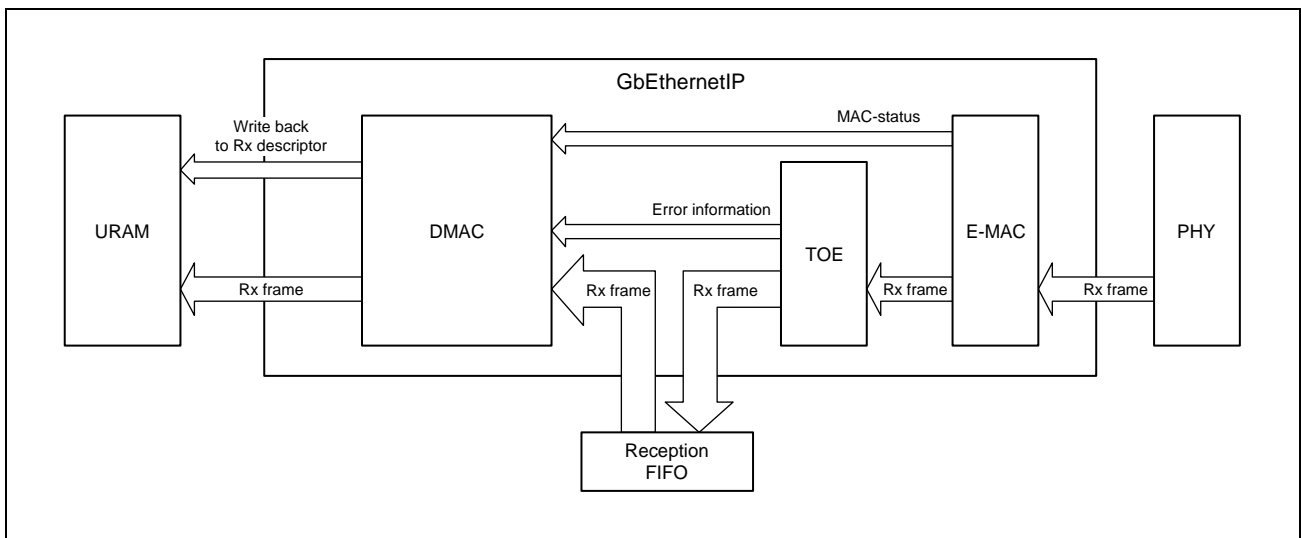 GbEthernetIP
Write back
to Rx descriptor
MAC-status
Error information
URAM
DMAC
TOE
E-MAC
PHY
Rx frame
Rx frame
Rx frame
Rx frame
Rx frame
Reception
FIFO